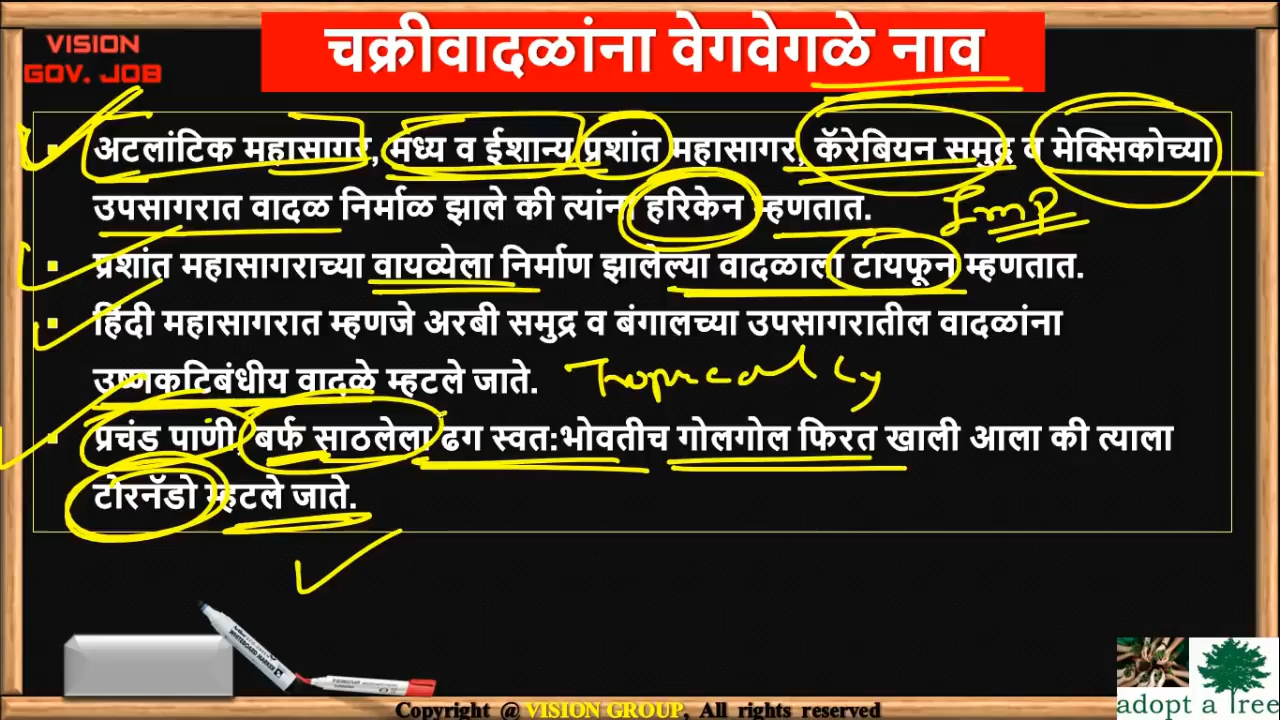 VISION
GOV. JOB
चक्रीवादळांना वेगवेगळे नाव
अटलांटिक महासागर, मध्य व ईशान्य प्रशांत महासागर, कॅरेबियन समुद्र व मेक्सिकोच्या
उपसागरात वादळ निर्माळ झाले की त्यांना हरिकेन म्हणतात.
Imp
प्रशांत महासागराच्या वायव्येला निर्माण झालेल्या वादळाला टायफून म्हणतात.
हिंदी महासागरात म्हणजे अरबी समुद्र व बंगालच्या उपसागरातील वादळांना
उष्णकटिबंधीय वादळे म्हटले जाते. Tropical Cy
प्रचंड पाणी, बर्फ साठलेला ढग स्वत:भोवतीच गोलगोल फिरत खाली आला की त्याला
टोरनॅडो म्हटले जाते.
WHITEBOARD MARKER
adopt a Tree
Copyright @ VISION GROUP, All rights reserved